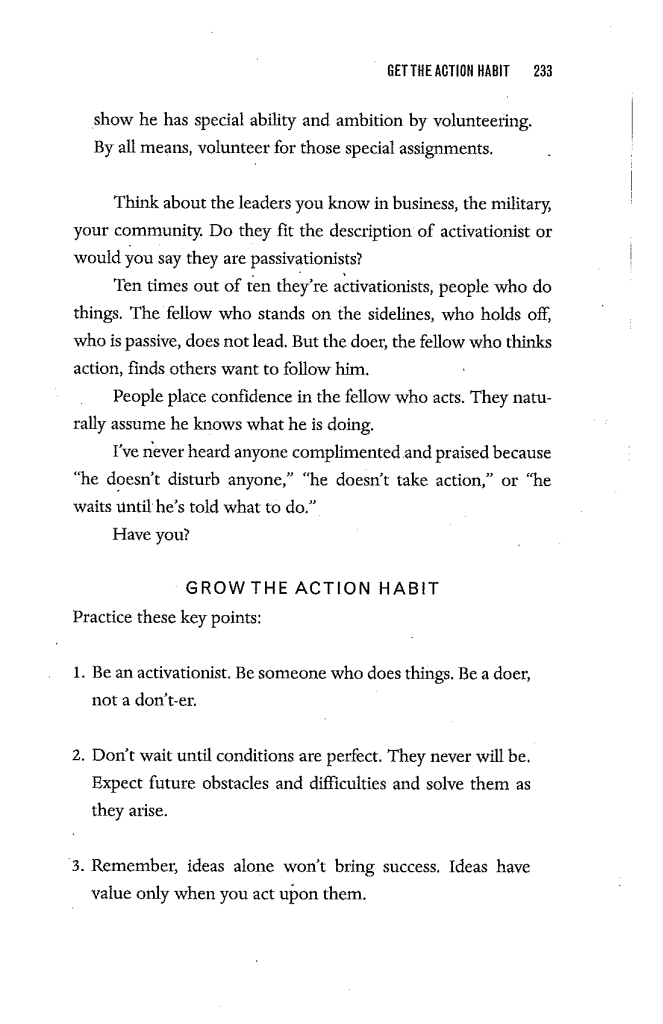 GET THE ACTION HABIT 233
show he has special ability and ambition by volunteering.
By all means, volunteer for those special assignments.
Think about the leaders you know in business, the military,
your community. Do they fit the description of activationist or
would you say they are passivationists?
Ten times out of ten they're activationists, people who do
things. The fellow who stands on the sidelines, who holds off,
who is passive, does not lead. But the doer, the fellow who thinks
action, finds others want to follow him.
People place confidence in the fellow who acts. They natu-
rally assume he knows what he is doing.
I've never heard anyone complimented and praised because
"he doesn't disturb anyone," "he doesn't take action," or "he
waits until he's told what to do."
Have you?
GROW THE ACTION HABIT
Practice these key points:
1. Be an activationist. Be someone who does things. Be a doer,
not a don't-er.
2. Don't wait until conditions are perfect. They never will be.
Expect future obstacles and difficulties and solve them as
they arise.
3. Remember, ideas alone won't bring success. Ideas have
value only when you act upon them.